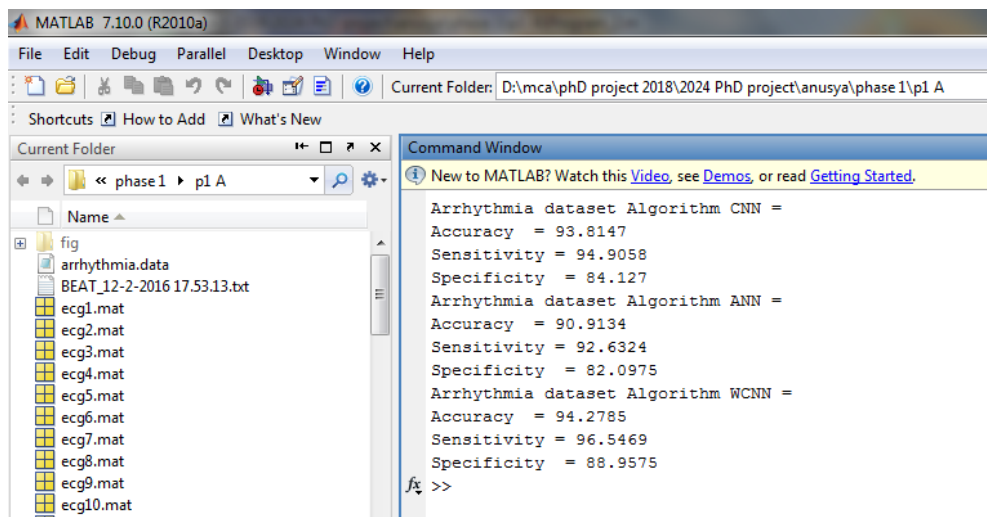 MATLAB 7.10.0 (R2010a)
File Edit Debug Parallel Desktop Window Help
Current Folder: D:\mca\phD project 2018\2024 PhD project\anusya\phase 1\p1 A
Shortcuts How to Add What's New
Current Folder
« phase 1 p1 A
Name
fig
arrhythmia.data
BEAT_12-2-2016 17.53.13.txt
ecg1.mat
ecg2.mat
ecg3.mat
ecg4.mat
ecg5.mat
ecg6.mat
ecg7.mat
ecg8.mat
ecg9.mat
ecg10.mat
Command Window
New to MATLAB? Watch this Video, see Demos, or read Getting Started.
Arrhythmia dataset Algorithm CNN =
Accuracy = 93.8147
Sensitivity = 94.9058
Specificity = 84.127
Arrhythmia dataset Algorithm ANN =
Accuracy = 90.9134
Sensitivity = 92.6324
Specificity = 82.0975
Arrhythmia dataset Algorithm WCNN =
Accuracy = 94.2785
Sensitivity = 96.5469
Specificity = 88.9575
fx >>